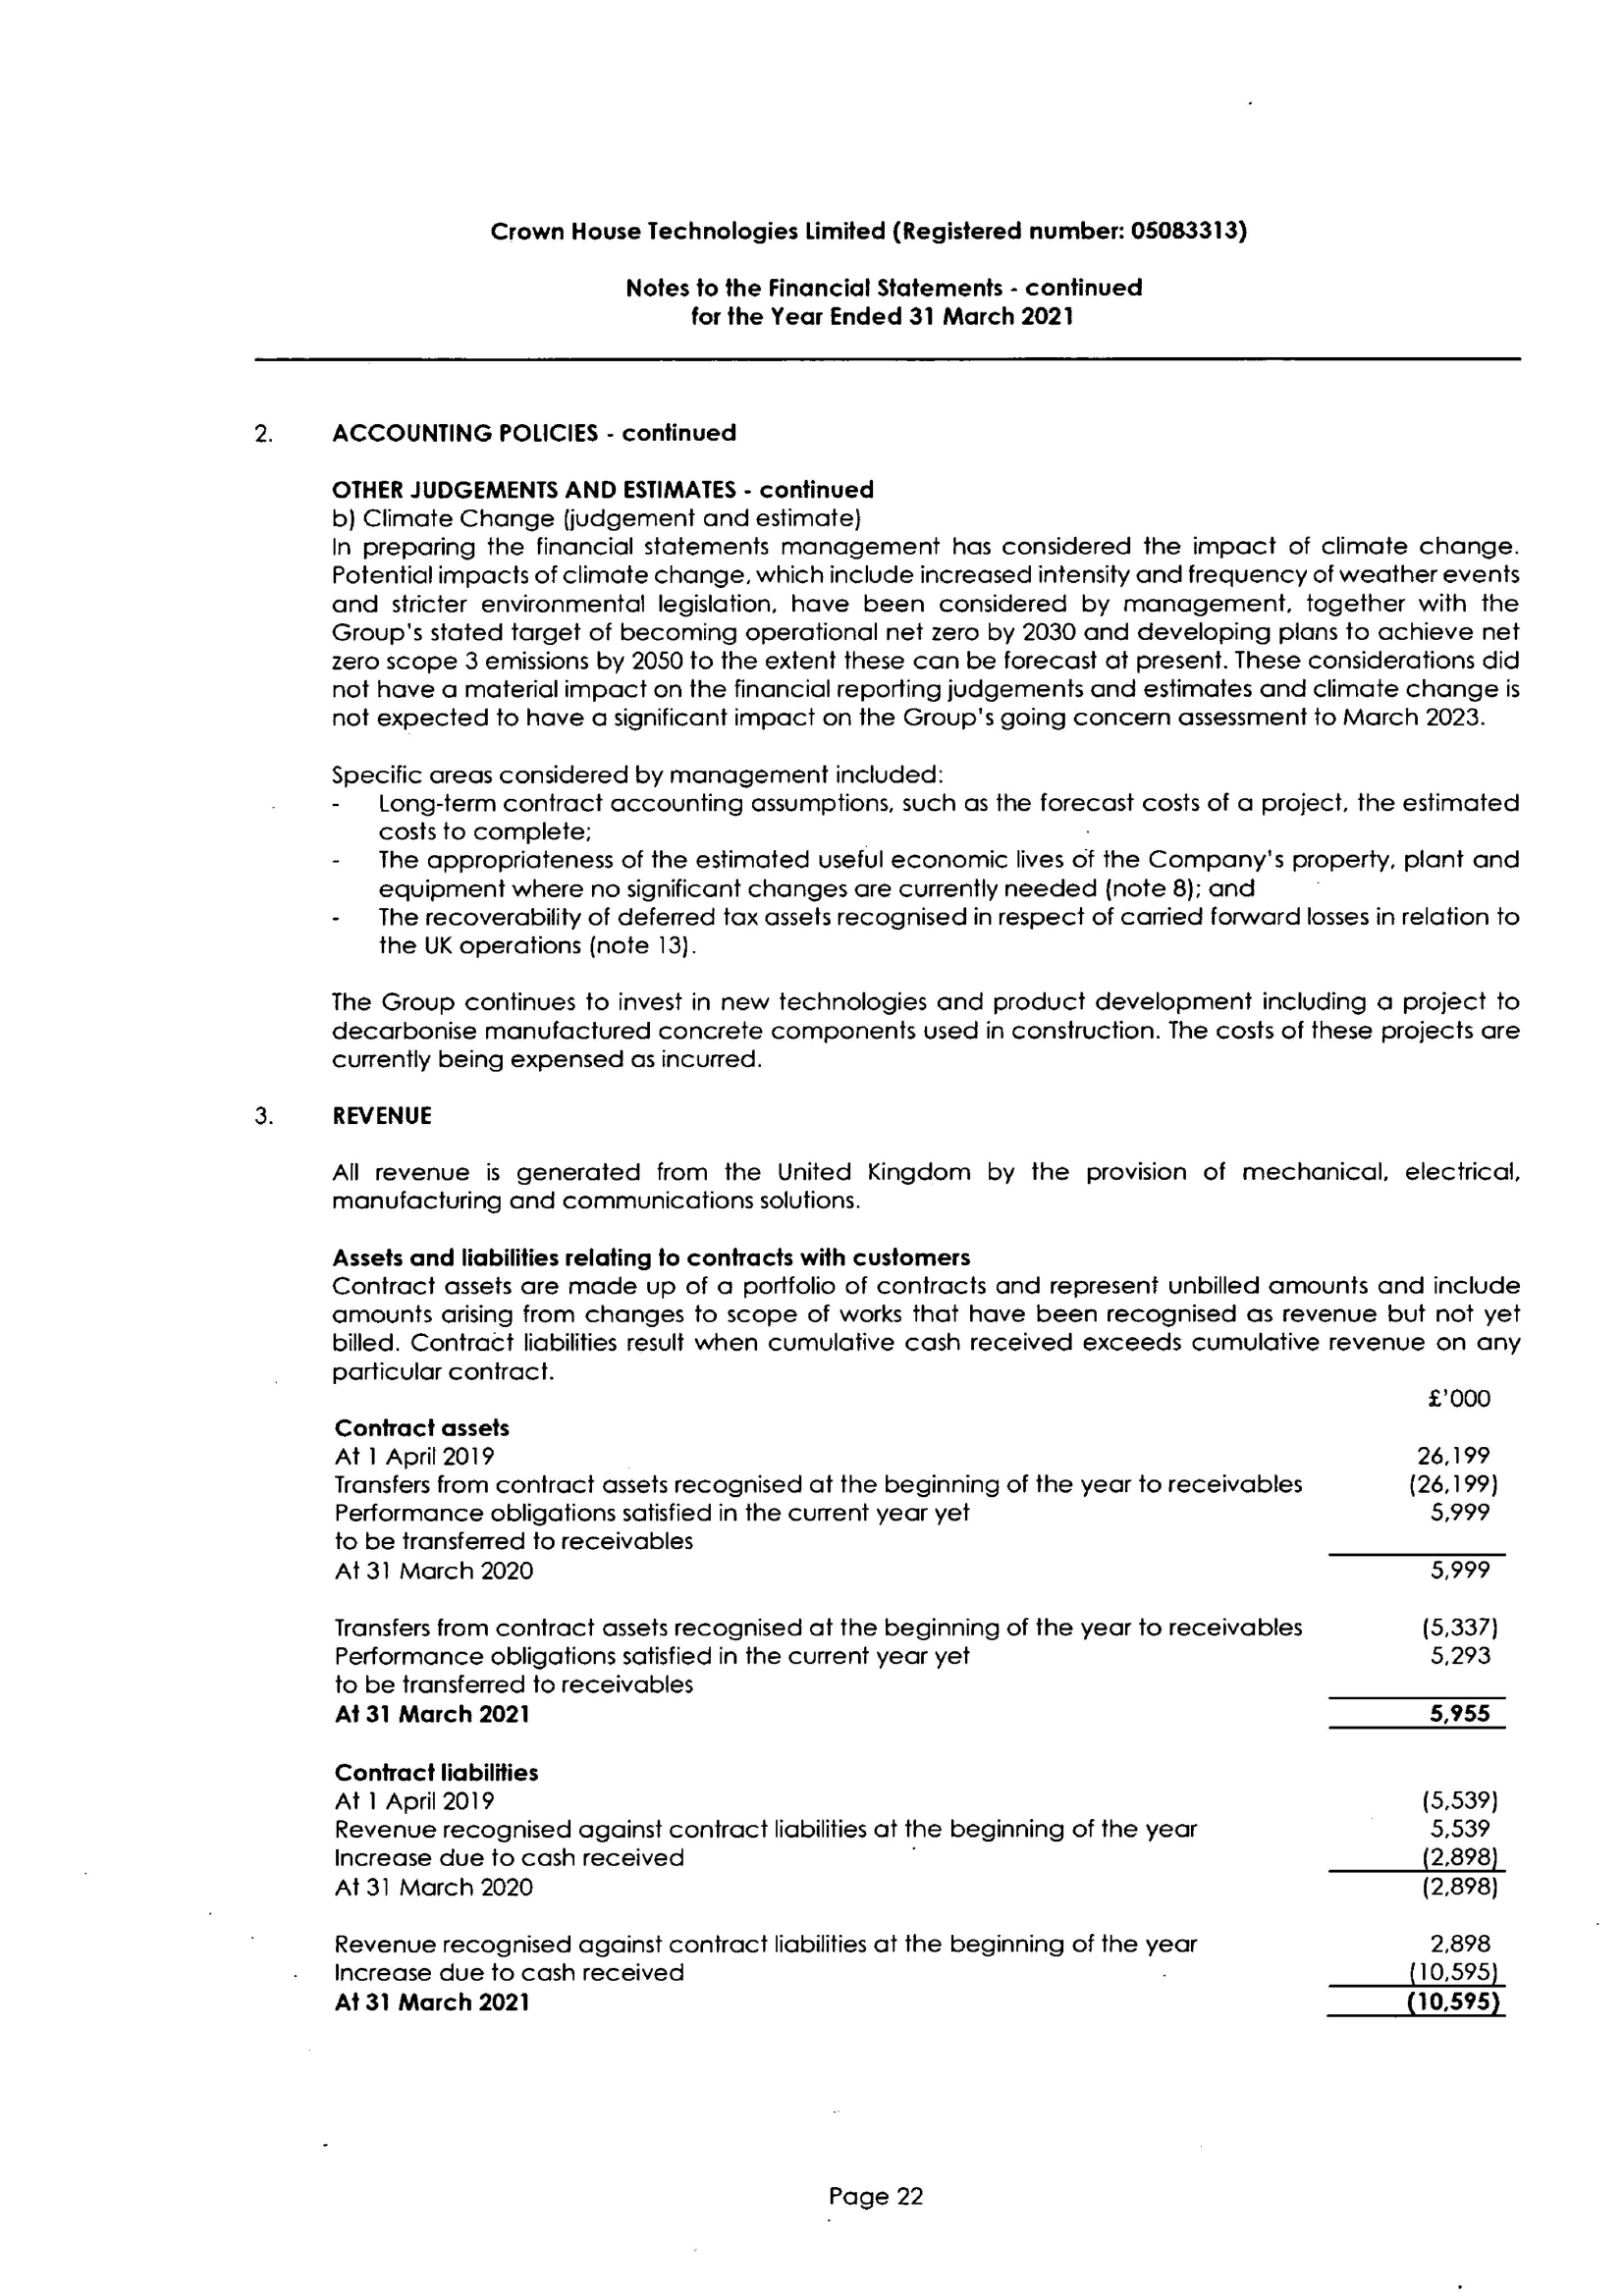 Crown House Technologies Limited (Registered number: 05083313)
Notes to the Financial Statements - continued
for the Year Ended 31 March 2021
2. ACCOUNTING POLICIES - continued
OTHER JUDGEMENTS AND ESTIMATES - continued
b) Climate Change (judgement and estimate)
In preparing the financial statements management has considered the impact of climate change.
Potential impacts of climate change, which include increased intensity and frequency of weather events
and stricter environmental legislation, have been considered by management, together with the
Group's stated target of becoming operational net zero by 2030 and developing plans to achieve net
zero scope 3 emissions by 2050 to the extent these can be forecast at present. These considerations did
not have a material impact on the financial reporting judgements and estimates and climate change is
not expected to have a significant impact on the Group's going concern assessment to March 2023.
Specific areas considered by management included:
- Long-term contract accounting assumptions, such as the forecast costs of a project, the estimated
costs to complete;
- The appropriateness of the estimated useful economic lives of the Company's property, plant and
equipment where no significant changes are currently needed (note 8); and
- The recoverability of deferred tax assets recognised in respect of carried forward losses in relation to
the UK operations (note 13).
The Group continues to invest in new technologies and product development including a project to
decarbonise manufactured concrete components used in construction. The costs of these projects are
currently being expensed as incurred.
3. REVENUE
All revenue is generated from the United Kingdom by the provision of mechanical, electrical,
manufacturing and communications solutions.
Assets and liabilities relating to contracts with customers
Contract assets are made up of a portfolio of contracts and represent unbilled amounts and include
amounts arising from changes to scope of works that have been recognised as revenue but not yet
billed. Contract liabilities result when cumulative cash received exceeds cumulative revenue on any
particular contract.
£'000
Contract assets
At 1 April 2019 26,199
Transfers from contract assets recognised at the beginning of the year to receivables (26,199)
Performance obligations satisfied in the current year yet 5,999
to be transferred to receivables
At 31 March 2020 5,999
Transfers from contract assets recognised at the beginning of the year to receivables (5,337)
Performance obligations satisfied in the current year yet 5,293
to be transferred to receivables
At 31 March 2021 5,955
Contract liabilities
At 1 April 2019 (5,539)
Revenue recognised against contract liabilities at the beginning of the year 5,539
Increase due to cash received (2,898)
At 31 March 2020 (2,898)
Revenue recognised against contract liabilities at the beginning of the year 2,898
Increase due to cash received (10,595)
At 31 March 2021 (10,595)
Page 22